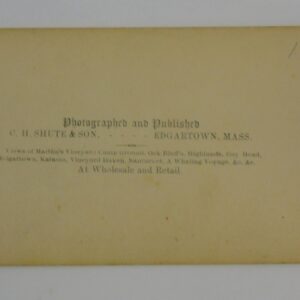 Photographed and Published
C. H. SHUTE & SON, - - - - EDGARTOWN, MASS.
Views of Martha's Vineyard Camp Ground, Oak Bluffs, Highlands, Gay Head,
Edgartown, Katama, Vineyard Haven, Nantucket, A Whaling Voyage, &c. &c.
At Wholesale and Retail.